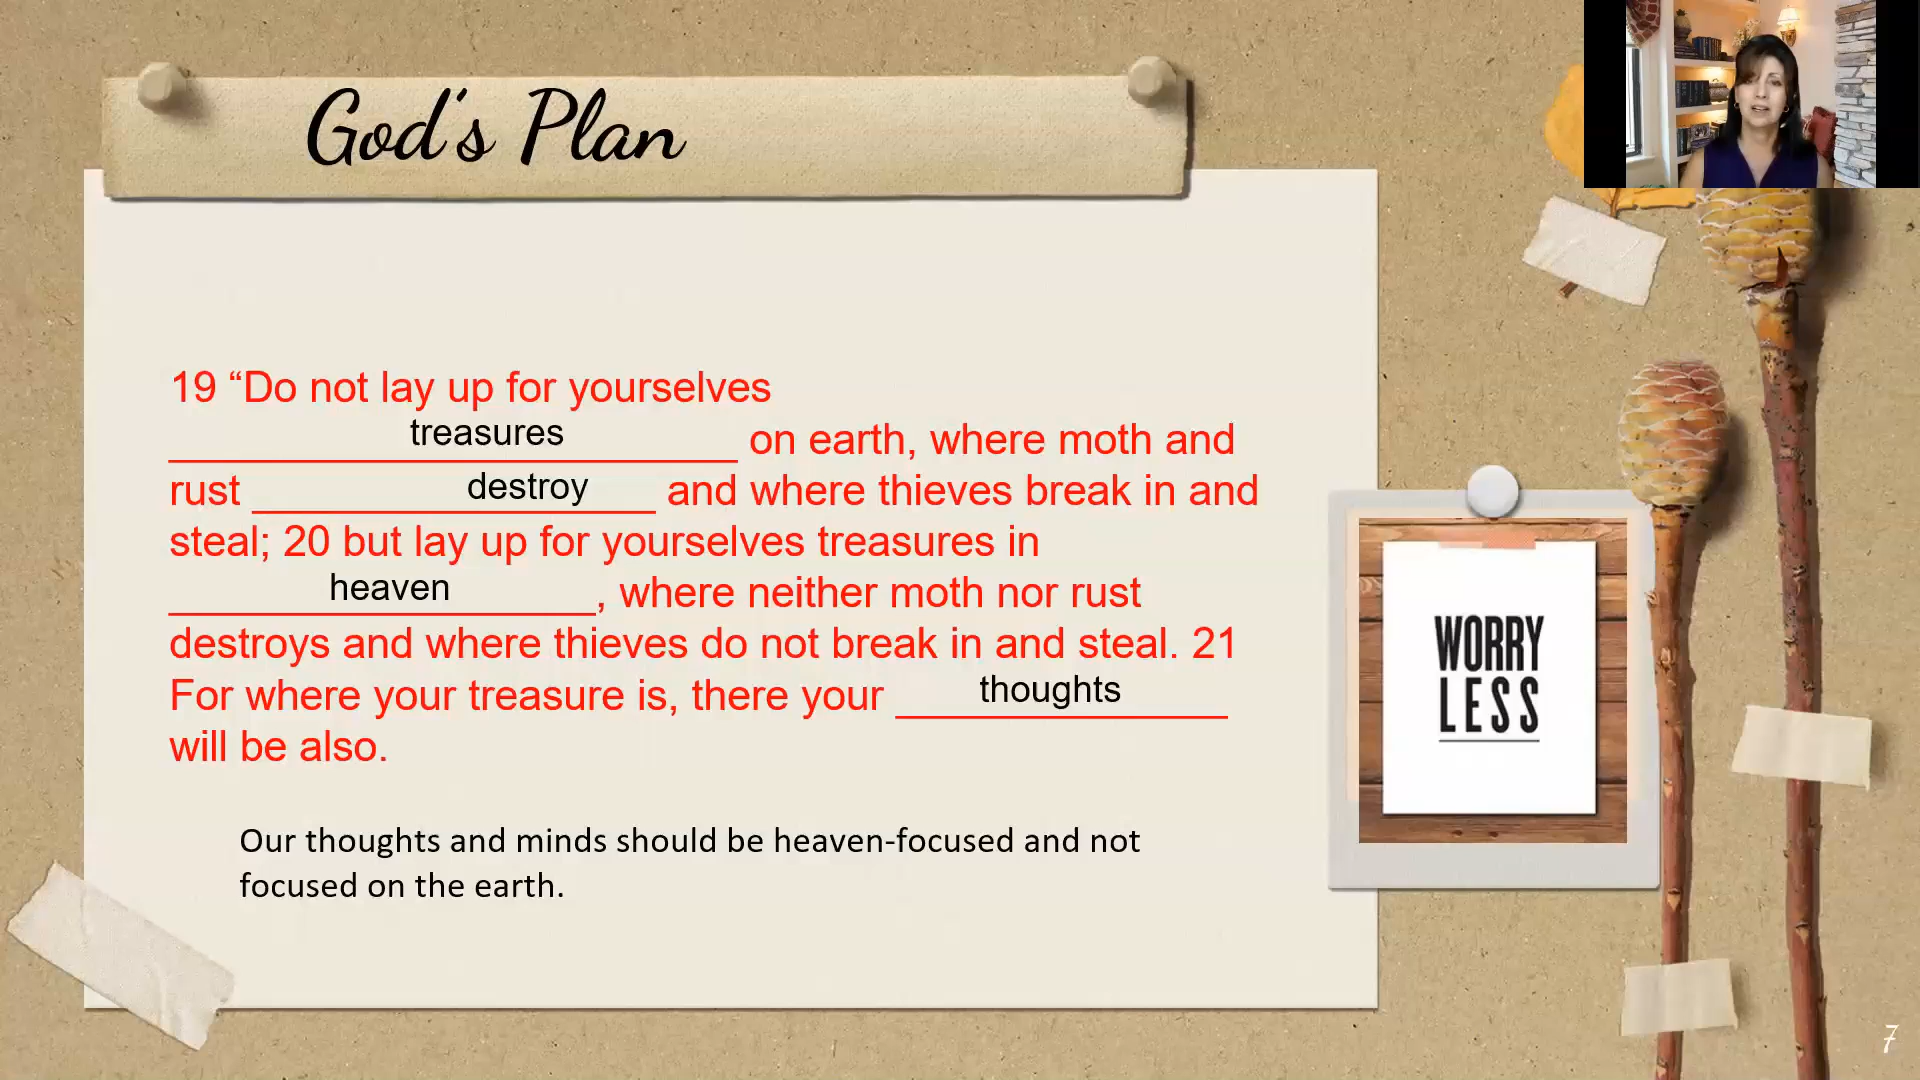 God's Plan
19 “Do not lay up for yourselves
treasures on earth, where moth and
rust destroy and where thieves break in and
steal; 20 but lay up for yourselves treasures in
heaven, where neither moth nor rust
destroys and where thieves do not break in and steal. 21
For where your treasure is, there your thoughts
will be also.
Our thoughts and minds should be heaven-focused and not
focused on the earth.
WORRY
LESS
7